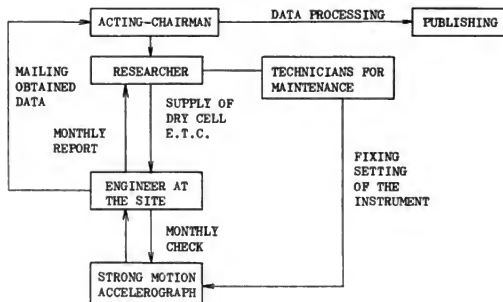 DATA PROCESSING
ACTING-CHAIRMAN
PUBLISHING
MAILING
OBTAINED
DATA
RESEARCHER
TECHNICIANS FOR
MAINTENANCE
SUPPLY OF
DRY CELL
E.T.C.
MONTHLY
REPORT
FIXING
SETTING
OF THE
INSTRUMENT
ENGINEER AT
THE SITE
MONTHLY
CHECK
STRONG MOTION
ACCELEROGRAPH